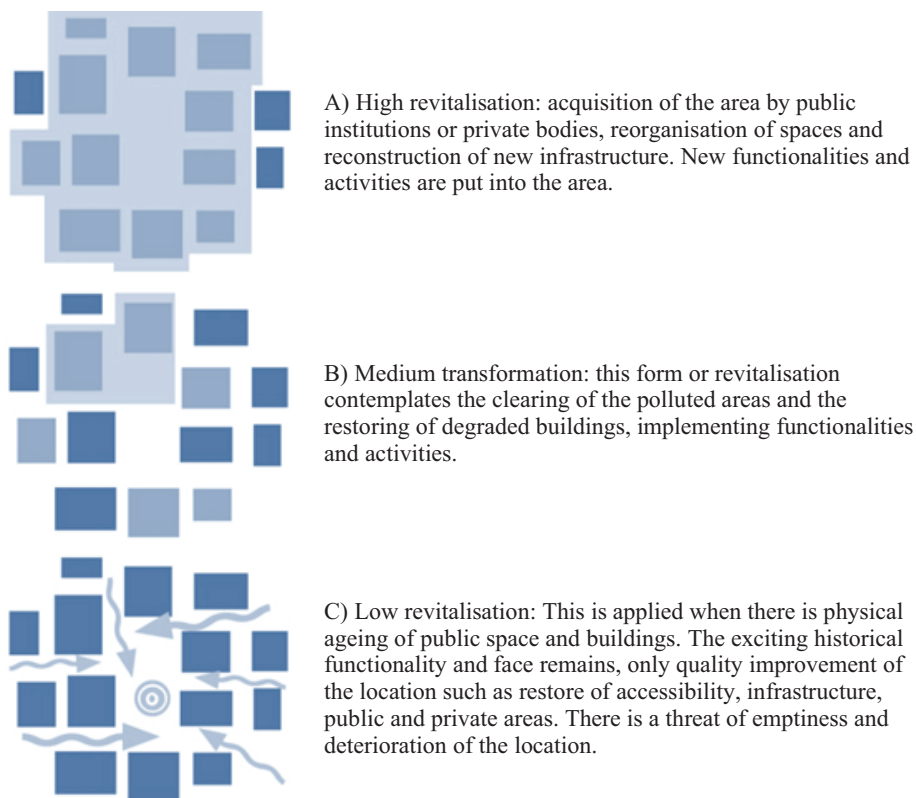 A) High revitalisation: acquisition of the area by public
institutions or private bodies, reorganisation of spaces and
reconstruction of new infrastructure. New functionalities and
activities are put into the area.
B) Medium transformation: this form or revitalisation
contemplates the clearing of the polluted areas and the
restoring of degraded buildings, implementing functionalities
and activities.
C) Low revitalisation: This is applied when there is physical
ageing of public space and buildings. The exciting historical
functionality and face remains, only quality improvement of
the location such as restore of accessibility, infrastructure,
public and private areas. There is a threat of emptiness and
deterioration of the location.